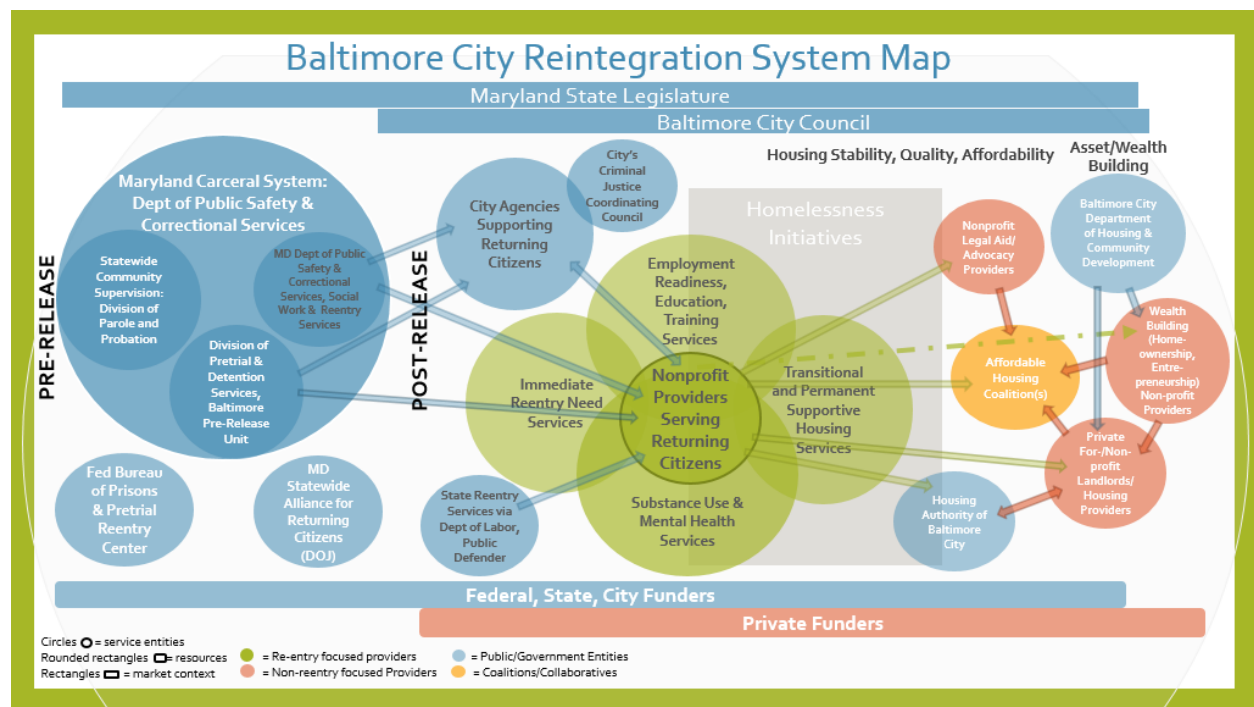 Baltimore City Reintegration System Map
Maryland State Legislature
Baltimore City Council
PRE-RELEASE
Maryland Carceral System:
Dept of Public Safety &
Correctional Services
Statewide
Community
Supervision:
Division of
Parole and
Probation
MD Dept of Public
Safety &
Correctional
Services, Social
Work & Reentry
Services
Division of
Pretrial &
Detention
Services,
Baltimore
Pre-Release
Unit
Fed Bureau
of Prisons
& Pretrial
Reentry
Center
MD
Statewide
Alliance for
Returning
Citizens
(DOJ)
POST-RELEASE
City Agencies
Supporting
Returning
Citizens
City's
Criminal
Justice
Coordinating
Council
Immediate
Reentry Need
Services
Employment
Readiness,
Education,
Training
Services
Nonprofit
Providers
Serving
Returning
Citizens
Transitional
and Permanent
Supportive
Housing
Services
Substance Use &
Mental Health
Services
State Reentry
Services via
Dept of Labor,
Public
Defender
Housing Stability, Quality, Affordability
Homelessness
Initiatives
Asset/Wealth
Building
Nonprofit
Legal Aid/
Advocacy
Providers
Baltimore City
Department
of Housing &
Community
Development
Affordable
Housing
Coalition(s)
Wealth
Building
(Home-
ownership,
Entre-
preneurship)
Non-profit
Providers
Private
For-/Non-
profit
Landlords/
Housing
Providers
Housing
Authority of
Baltimore
City
Federal, State, City Funders
Private Funders
Circles = service entities
Rounded rectangles = resources
Rectangles = market context
= Re-entry focused providers
= Non-reentry focused Providers
= Public/Government Entities
= Coalitions/Collaboratives